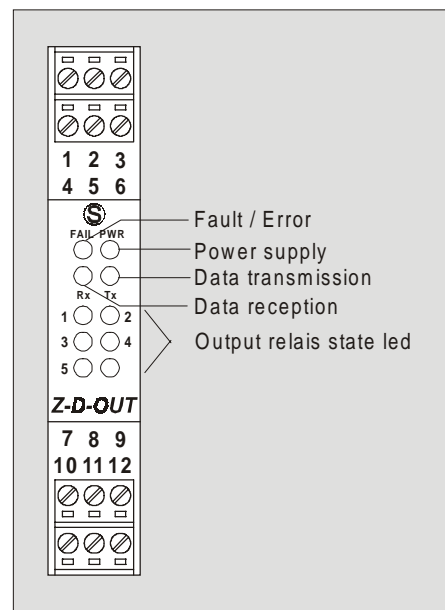 1 2 3
4 5 6
S
FAIL PWR
Fault / Error
Power supply
Data transmission
Rx Tx
Data reception
1 2
3 4
5
Output relais state led
Z-D-OUT
7 8 9
10 11 12